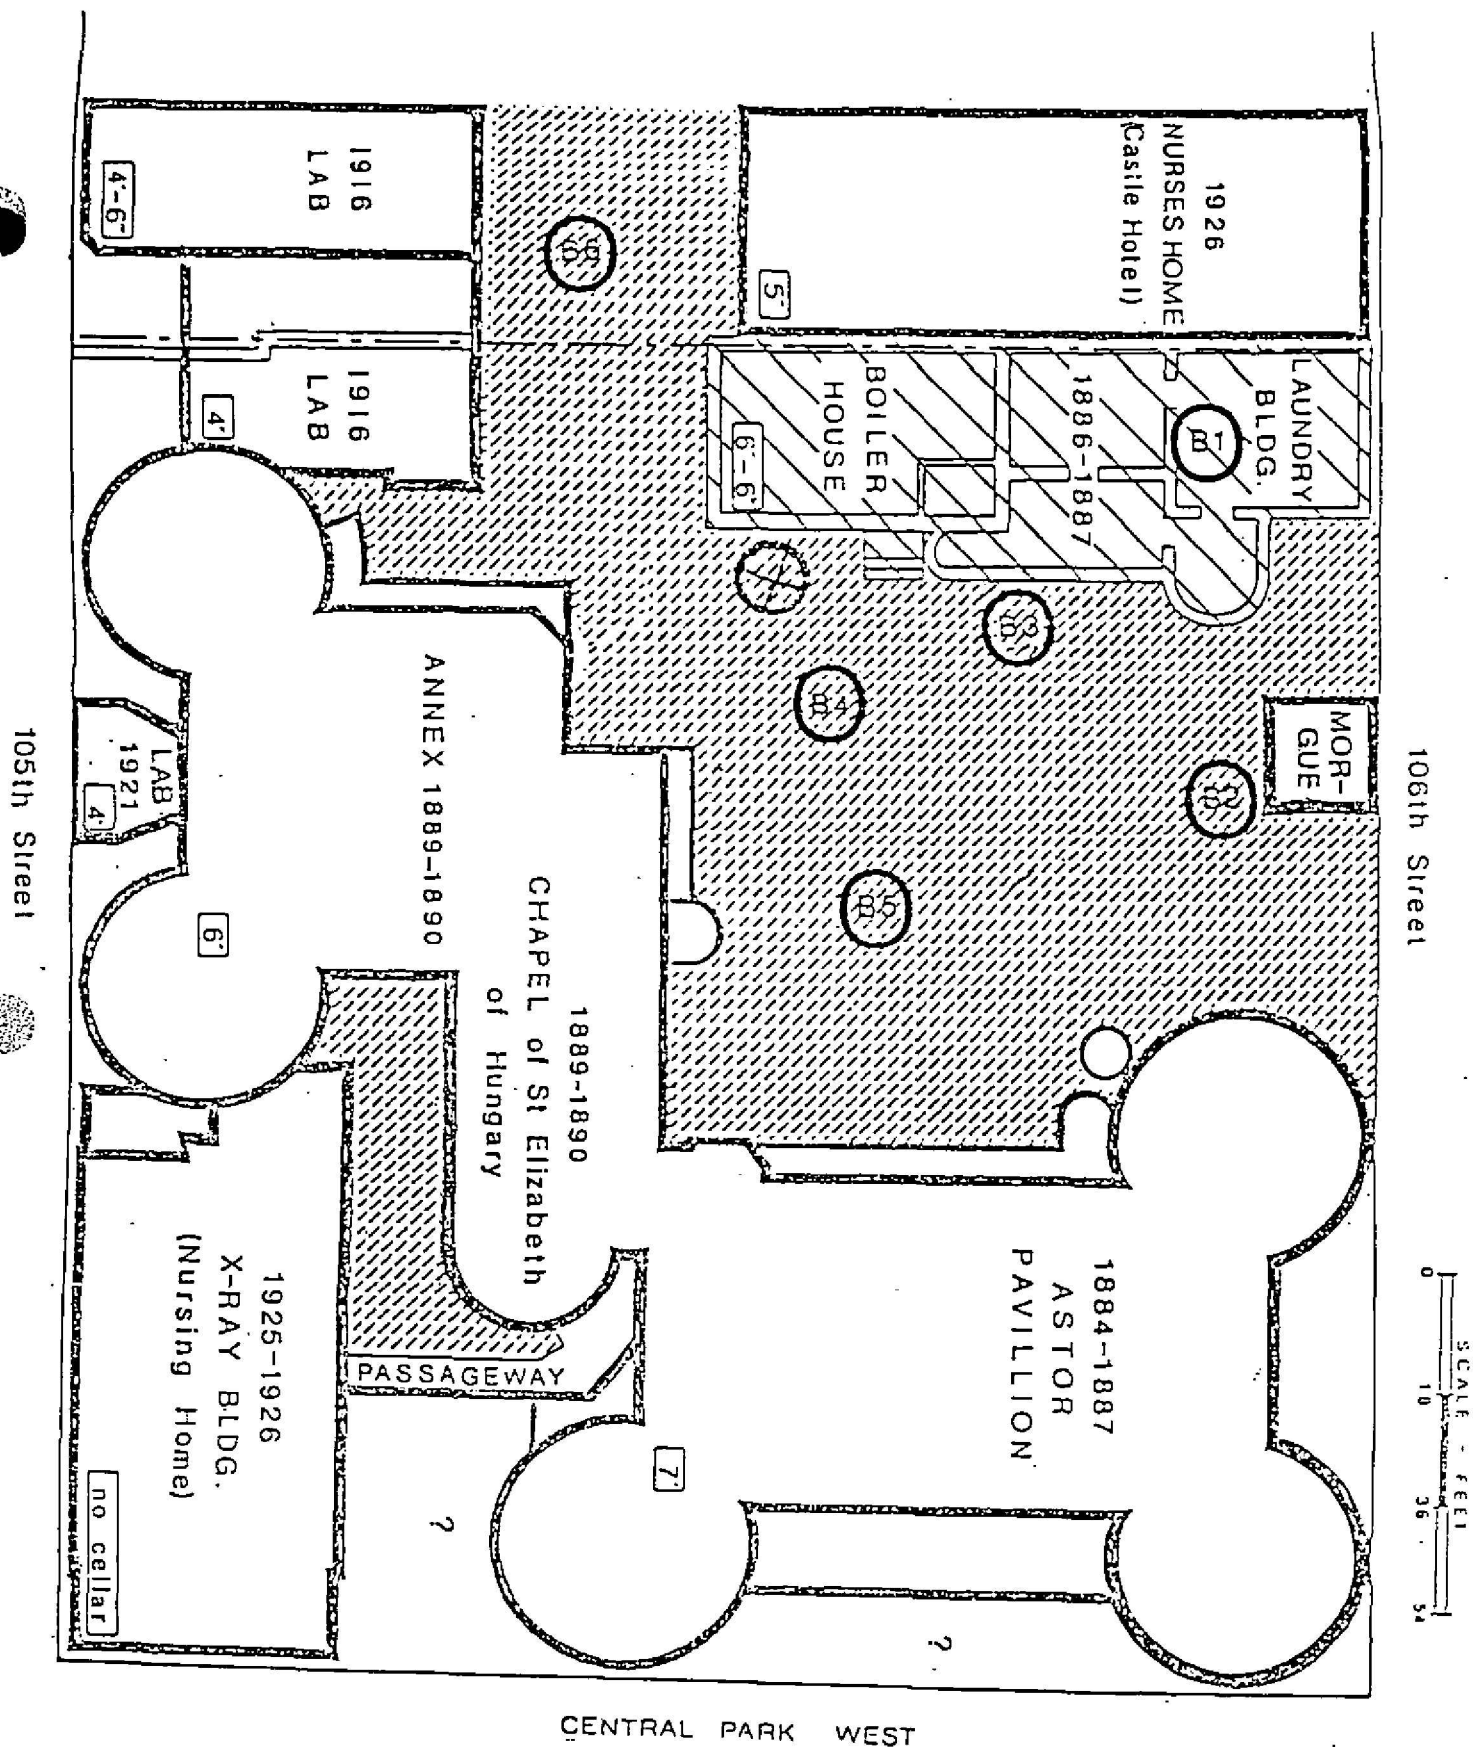 1926
NURSES HOME
(Castle Hotel)
5'
1916
LAB
4'-6"
LAUNDRY
BLDG.
1886-1887
BOILER
HOUSE
6'-6"
1916
LAB
4'
B1
B3
B4
B2
B5
MOR-
GUE
106th Street
ANNEX 1889-1890
LAB
1921
4'
105th Street
6'
1889-1890
CHAPEL of St Elizabeth
of Hungary
1884-1887
ASTOR
PAVILLION
1925-1926
X-RAY BLDG.
(Nursing Home)
no cellar
PASSAGEWAY
7'
?
?
SCALE - FEET
0 18 36 54
CENTRAL PARK WEST